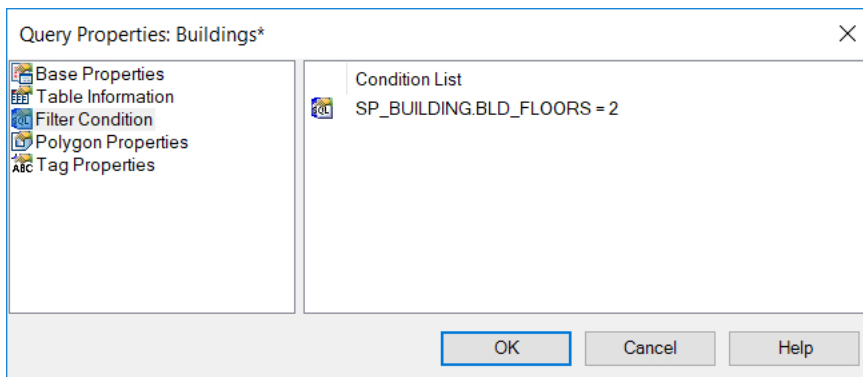 Query Properties: Buildings*
Base Properties
Table Information
Filter Condition
Polygon Properties
ABC Tag Properties
Condition List
SP_BUILDING.BLD_FLOORS = 2
OK
Cancel
Help